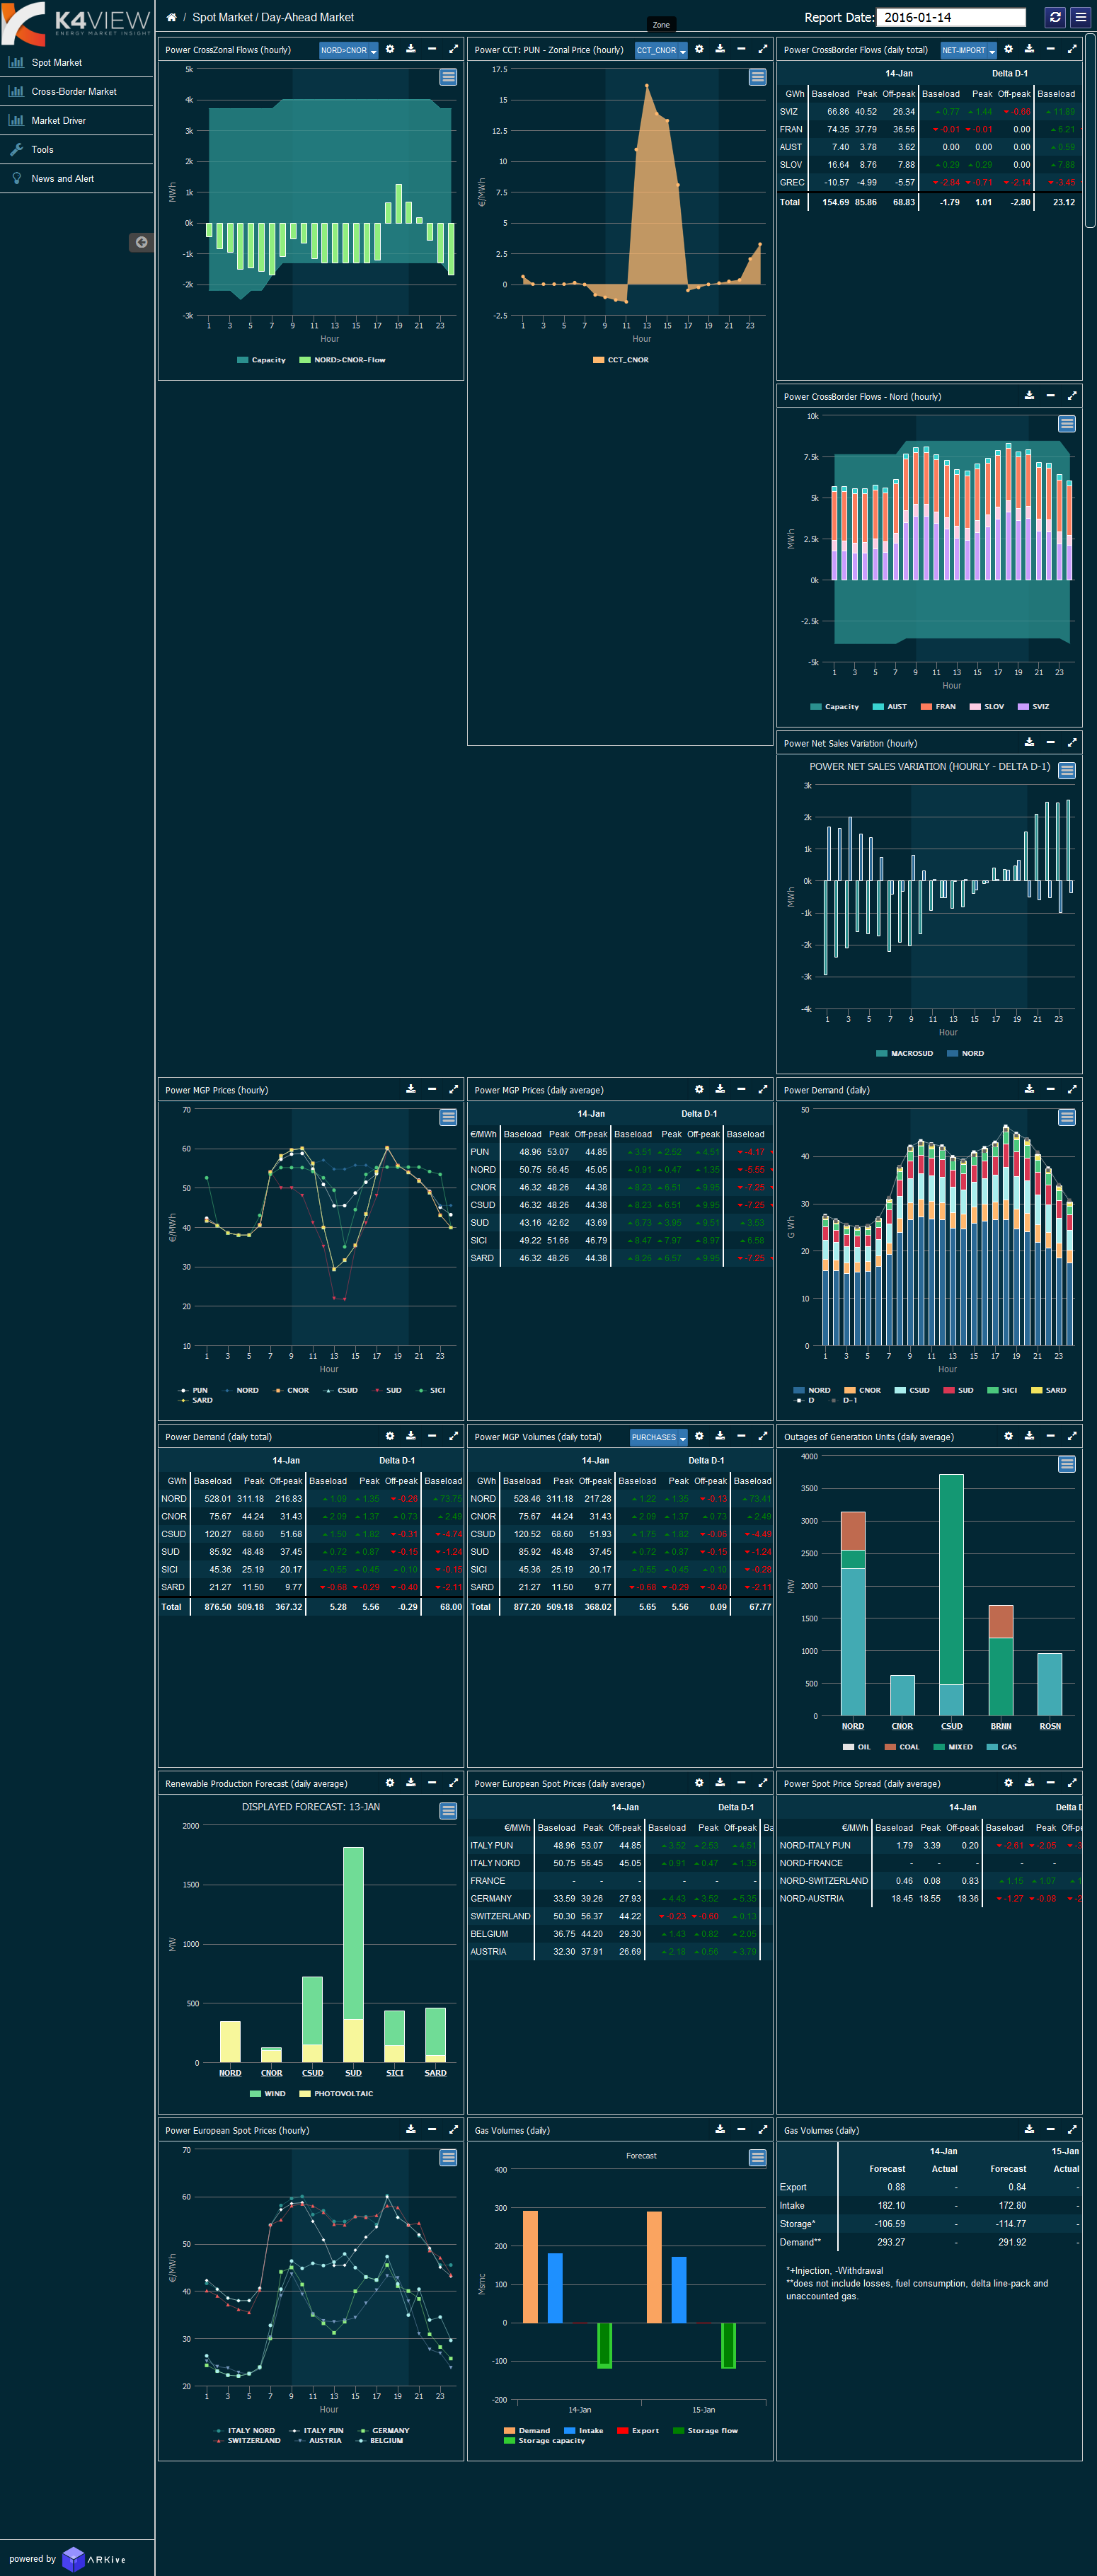 K4VIEW
ENERGY MARKET INSIGHT
/ Spot Market / Day-Ahead Market
Report Date: 2016-01-14
Zone
Spot Market
Cross-Border Market
Market Driver
Tools
News and Alert
Power CrossZonal Flows (hourly) NORD>CNOR
5k
4k
3k
2k
1k
0k
-1k
-2k
-3k
MWh
1 3 5 7 9 11 13 15 17 19 21 23
Hour
Capacity NORD>CNOR-Flow
Power CCT: PUN - Zonal Price (hourly) CCT_CNOR
17.5
15
12.5
10
7.5
5
2.5
0
-2.5
€/MWh
1 3 5 7 9 11 13 15 17 19 21 23
Hour
CCT_CNOR
Power CrossBorder Flows (daily total) NET-IMPORT
14-Jan Delta D-1
GWh Baseload Peak Off-peak Baseload Peak Off-peak Baseload
SVIZ 66.86 40.52 26.34 0.77 1.44 -0.66 11.89
FRAN 74.35 37.79 36.56 -0.01 -0.01 0.00 6.21
AUST 7.40 3.78 3.62 0.00 0.00 0.00 0.59
SLOV 16.64 8.76 7.88 0.29 0.29 0.00 7.88
GREC -10.57 -4.99 -5.57 -2.84 -0.71 -2.14 -3.45
Total 154.69 85.86 68.83 -1.79 1.01 -2.80 23.12
Power CrossBorder Flows - Nord (hourly)
10k
7.5k
5k
2.5k
0k
-2.5k
-5k
MWh
1 3 5 7 9 11 13 15 17 19 21 23
Hour
Capacity AUST FRAN SLOV SVIZ
Power Net Sales Variation (hourly)
POWER NET SALES VARIATION (HOURLY - DELTA D-1)
3k
2k
1k
0k
-1k
-2k
-3k
-4k
MWh
1 3 5 7 9 11 13 15 17 19 21 23
Hour
MACROSUD NORD
Power MGP Prices (hourly)
70
60
50
40
30
20
10
€/MWh
1 3 5 7 9 11 13 15 17 19 21 23
Hour
PUN NORD CNOR CSUD SUD SICI
SARD
Power MGP Prices (daily average)
14-Jan Delta D-1
€/MWh Baseload Peak Off-peak Baseload Peak Off-peak Baseload
PUN 48.96 53.07 44.85 3.51 2.52 4.51 -4.17
NORD 50.75 56.45 45.05 0.91 0.47 1.35 -5.55
CNOR 46.32 48.26 44.38 8.23 6.51 9.95 -7.25
CSUD 46.32 48.26 44.38 8.23 6.51 9.95 -7.25
SUD 43.16 42.62 43.69 6.73 3.95 9.51 3.53
SICI 49.22 51.66 46.79 8.47 7.97 8.97 6.58
SARD 46.32 48.26 44.38 8.26 6.57 9.95 -7.25
Power Demand (daily)
50
40
30
20
10
0
G Wh
1 3 5 7 9 11 13 15 17 19 21 23
Hour
NORD CNOR CSUD SUD SICI SARD
D D-1
Power Demand (daily total)
14-Jan Delta D-1
GWh Baseload Peak Off-peak Baseload Peak Off-peak Baseload
NORD 528.01 311.18 216.83 1.09 1.35 -0.26 73.75
CNOR 75.67 44.24 31.43 2.09 1.37 0.73 2.49
CSUD 120.27 68.60 51.68 1.50 1.82 -0.31 -4.74
SUD 85.92 48.48 37.45 0.72 0.87 -0.15 -1.24
SICI 45.36 25.19 20.17 0.55 0.45 0.10 -0.15
SARD 21.27 11.50 9.77 -0.68 -0.29 -0.40 -2.11
Total 876.50 509.18 367.32 5.28 5.56 -0.29 68.00
Power MGP Volumes (daily total) PURCHASES
14-Jan Delta D-1
GWh Baseload Peak Off-peak Baseload Peak Off-peak Baseload
NORD 528.46 311.18 217.28 1.22 1.35 -0.13 73.41
CNOR 75.67 44.24 31.43 2.09 1.37 0.73 2.49
CSUD 120.52 68.60 51.93 1.75 1.82 -0.06 -4.49
SUD 85.92 48.48 37.45 0.72 0.87 -0.15 -1.24
SICI 45.36 25.19 20.17 0.55 0.45 0.10 -0.28
SARD 21.27 11.50 9.77 -0.68 -0.29 -0.40 -2.11
Total 877.20 509.18 368.02 5.65 5.56 0.09 67.77
Outages of Generation Units (daily average)
4000
3500
3000
2500
2000
1500
1000
500
0
MW
NORD CNOR CSUD BRNN ROSN
OIL COAL MIXED GAS
Renewable Production Forecast (daily average)
DISPLAYED FORECAST: 13-JAN
2000
1500
1000
500
0
MW
NORD CNOR CSUD SUD SICI SARD
WIND PHOTOVOLTAIC
Power European Spot Prices (daily average)
14-Jan Delta D-1
€/MWh Baseload Peak Off-peak Baseload Peak Off-peak
ITALY PUN 48.96 53.07 44.85 3.52 2.53 4.51
ITALY NORD 50.75 56.45 45.05 0.91 0.47 1.35
FRANCE - - - - - -
GERMANY 33.59 39.26 27.93 4.43 3.52 5.35
SWITZERLAND 50.30 56.37 44.22 -0.23 -0.60 0.13
BELGIUM 36.75 44.20 29.30 1.43 0.82 2.05
AUSTRIA 32.30 37.91 26.69 2.18 0.56 3.79
Power Spot Price Spread (daily average)
14-Jan Delta
€/MWh Baseload Peak Off-peak Baseload Peak
NORD-ITALY PUN 1.79 3.39 0.20 -2.61 -2.05
NORD-FRANCE - - - - -
NORD-SWITZERLAND 0.46 0.08 0.83 1.15 1.07
NORD-AUSTRIA 18.45 18.55 18.36 -1.27 -0.08
Power European Spot Prices (hourly)
70
60
50
40
30
20
€/MWh
1 3 5 7 9 11 13 15 17 19 21 23
Hour
ITALY NORD ITALY PUN GERMANY
SWITZERLAND AUSTRIA BELGIUM
Gas Volumes (daily)
Forecast
400
300
200
100
0
-100
-200
Msmc
14-Jan 15-Jan
Demand Intake Export Storage flow
Storage capacity
Gas Volumes (daily)
14-Jan 15-Jan
Forecast Actual Forecast Actual
Export 0.88 - 0.84 -
Intake 182.10 - 172.80 -
Storage* -106.59 - -114.77 -
Demand** 293.27 - 291.92 -
*+Injection, -Withdrawal
**does not include losses, fuel consumption, delta line-pack and
unaccounted gas.
powered by ARKive